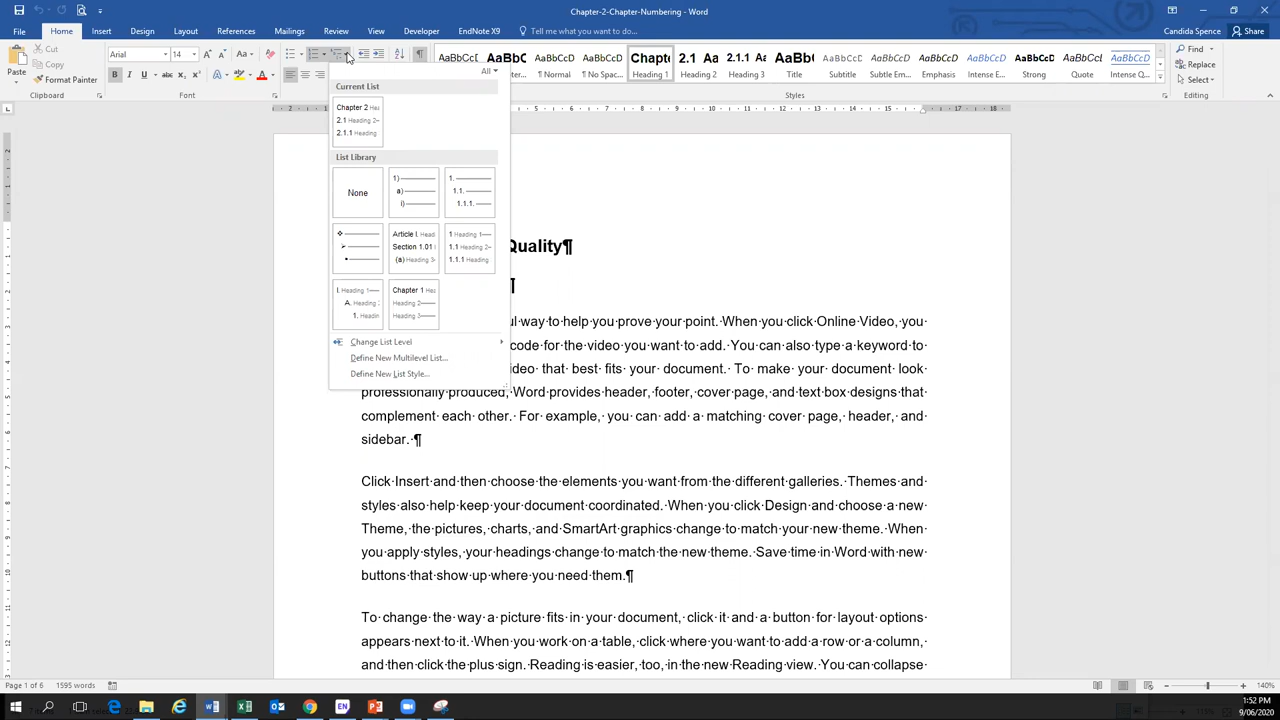 Chapter-2-Chapter-Numbering - Word
Candida Spence
Share
File
Home
Insert
Design
Layout
References
Mailings
Review
View
Developer
EndNote X9
Tell me what you want to do...
Paste
Cut
Copy
Format Painter
Clipboard
Arial
14
B I U abc x₂ x²
AaBbCcD
AaBbC
AaBbCcD
AaBbCcD
Chapte
2.1 Aa
2.1.1 Aa
AaBb(
AaBbCcD
AaBbCcD
AaBbCcD
AaBbCcD
AaBbCcD
AaBbCcD
AaBbCcD
¶ Normal
¶ No Spac...
Heading 1
Heading 2
Heading 3
Title
Subtitle
Subtle Em...
Emphasis
Intense E...
Strong
Quote
Intense Q...
Styles
Find
Replace
Select
Editing
All
Current List
Chapter 2 Hea
2.1 Heading 2
2.1.1 Heading
List Library
None
1)
a)
i)
1.
1.1.
1.1.1.
Article I. Head
Section 1.01
(a) Heading 3
1 Heading 1
1.1 Heading 2
1.1.1 Heading
I. Heading 1
A. Heading
1. Headin
Chapter 1 Hea
Heading 2
Heading 3
Change List Level
Define New Multilevel List...
Define New List Style...
Quality¶
¶
ul·way·to·help·you·prove·your·point.·When·you·click·Online·Video,·you·
code·for·the·video·you·want·to·add.·You·can·also·type·a·keyword·to·
ideo·that·best·fits·your·document.·To·make·your·document·look·
professionally·produced,·Word·provides·header,·footer,·cover·page,·and·text·box·designs·that·
complement·each·other.·For·example,·you·can·add·a·matching·cover·page,·header,·and·
sidebar.·¶
Click·Insert·and·then·choose·the·elements·you·want·from·the·different·galleries.·Themes·and·
styles·also·help·keep·your·document·coordinated.·When·you·click·Design·and·choose·a·new·
Theme,·the·pictures,·charts,·and·SmartArt·graphics·change·to·match·your·new·theme.·When·
you·apply·styles,·your·headings·change·to·match·the·new·theme.·Save·time·in·Word·with·new·
buttons·that·show·up·where·you·need·them.¶
To·change·the·way·a·picture·fits·in·your·document,·click·it·and·a·button·for·layout·options·
appears·next·to·it.·When·you·work·on·a·table,·click·where·you·want·to·add·a·row·or·a·column,·
and·then·click·the·plus·sign.·Reading·is·easier,·too,·in·the·new·Reading·view.·You·can·collapse·
Page 1 of 6
1595 words
140%
EN
1:52 PM
9/06/2020